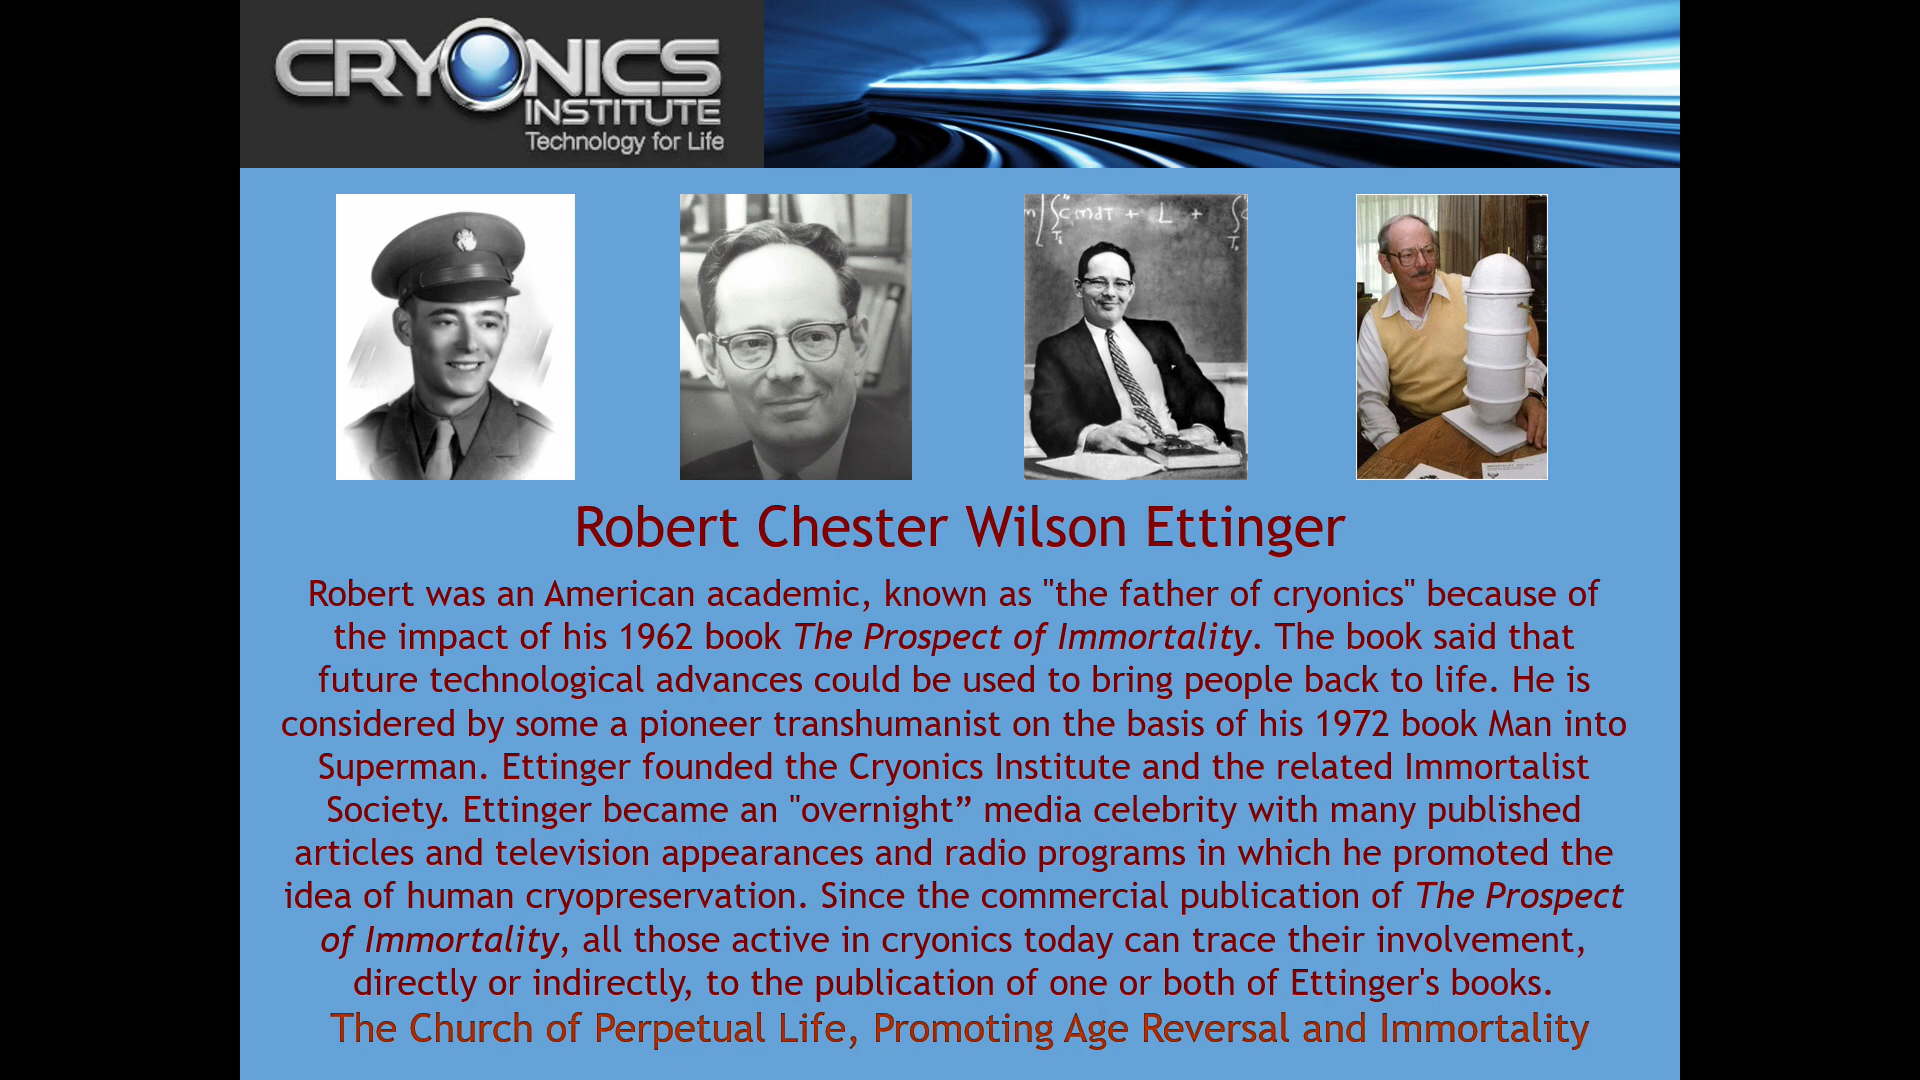 CRYONICS
INSTITUTE
Technology for Life
Robert Chester Wilson Ettinger
Robert was an American academic, known as "the father of cryonics" because of
the impact of his 1962 book The Prospect of Immortality. The book said that
future technological advances could be used to bring people back to life. He is
considered by some a pioneer transhumanist on the basis of his 1972 book Man into
Superman. Ettinger founded the Cryonics Institute and the related Immortalist
Society. Ettinger became an "overnight” media celebrity with many published
articles and television appearances and radio programs in which he promoted the
idea of human cryopreservation. Since the commercial publication of The Prospect
of Immortality, all those active in cryonics today can trace their involvement,
directly or indirectly, to the publication of one or both of Ettinger's books.
The Church of Perpetual Life, Promoting Age Reversal and Immortality